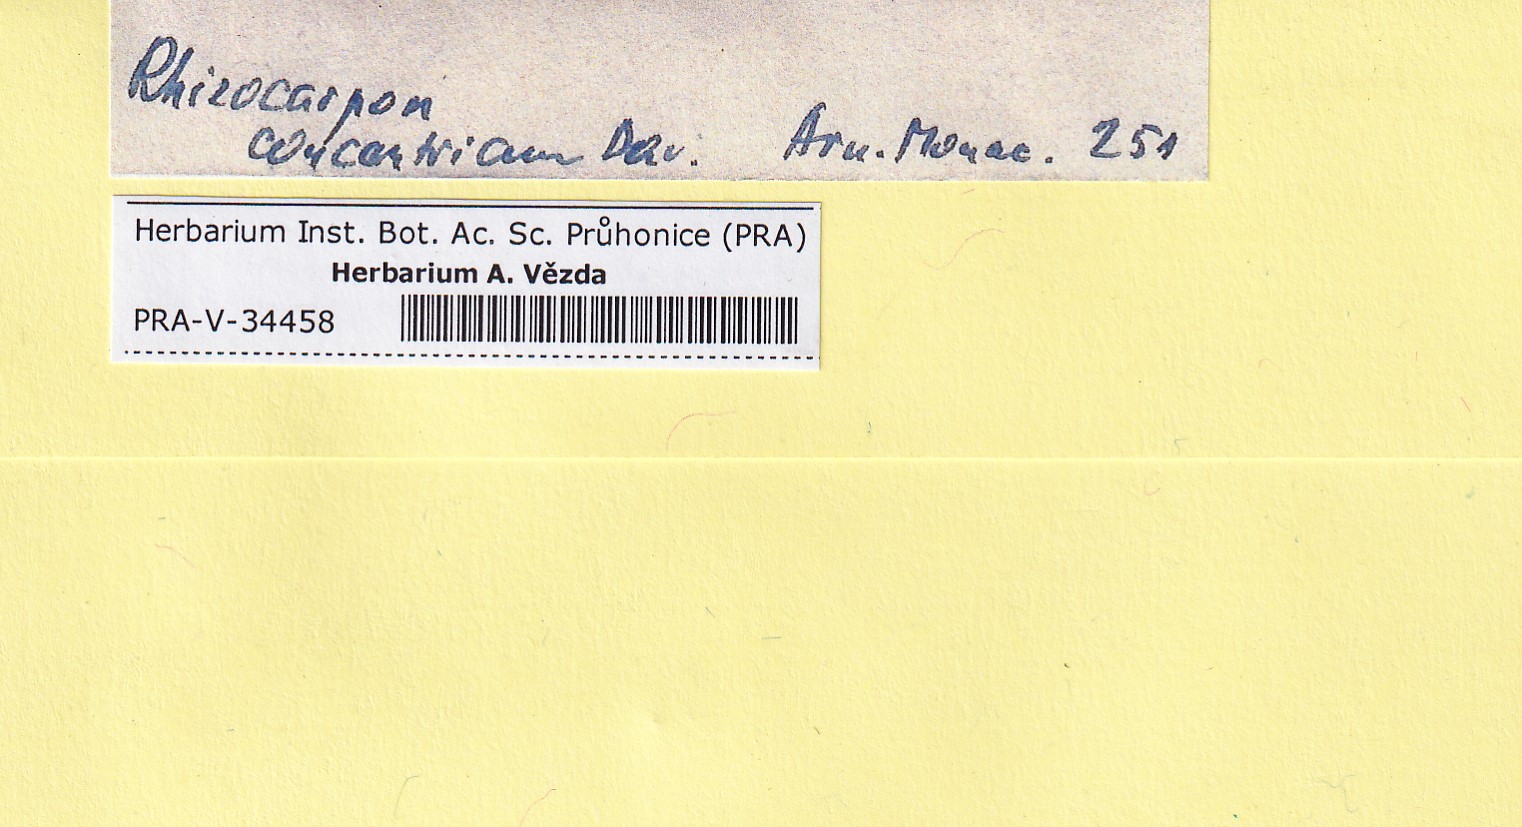 Rhizocarpon
concentricum Dav. Arn. Monac. 251
Herbarium Inst. Bot. Ac. Sc. Průhonice (PRA)
Herbarium A. Vězda
PRA-V-34458